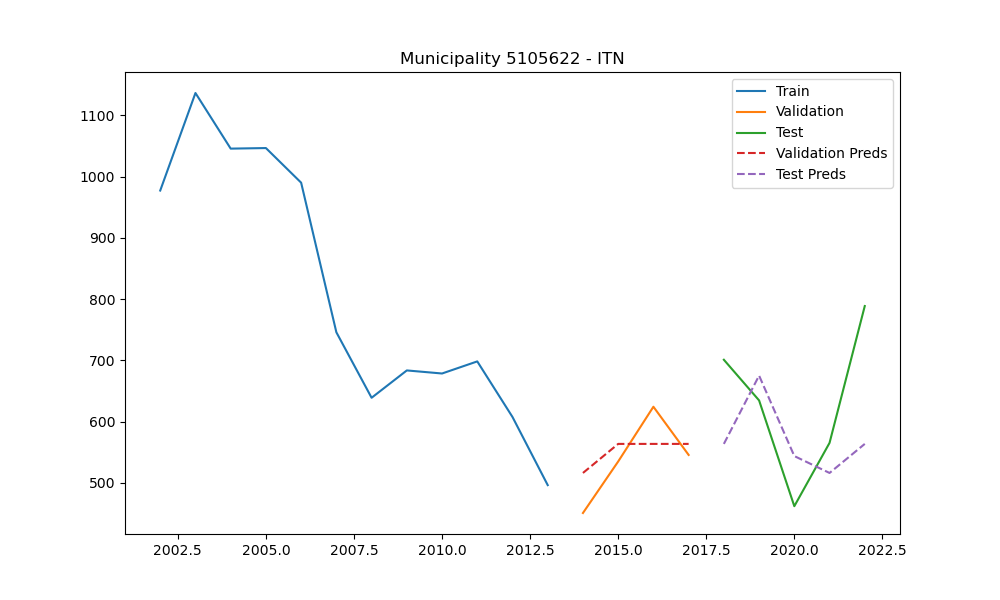 Municipality 5105622 - ITN
Train
Validation
Test
Validation Preds
Test Preds
1100
1000
900
800
700
600
500
2002.5 2005.0 2007.5 2010.0 2012.5 2015.0 2017.5 2020.0 2022.5